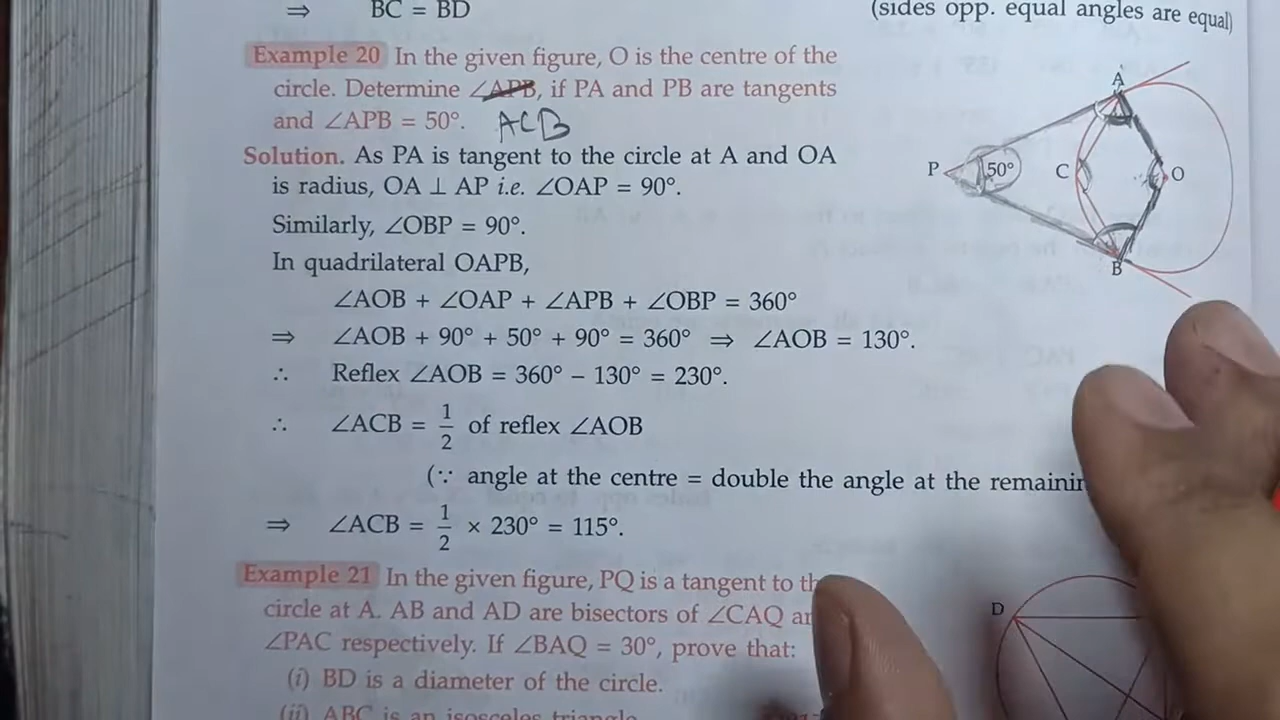 ⇒ BC = BD (sides opp. equal angles are equal)
Example 20 In the given figure, O is the centre of the
circle. Determine ∠APB, if PA and PB are tangents
and ∠APB = 50°. ACB
Solution. As PA is tangent to the circle at A and OA
is radius, OA ⊥ AP i.e. ∠OAP = 90°.
Similarly, ∠OBP = 90°.
In quadrilateral OAPB,
∠AOB + ∠OAP + ∠APB + ∠OBP = 360°
⇒ ∠AOB + 90° + 50° + 90° = 360° ⇒ ∠AOB = 130°.
∴ Reflex ∠AOB = 360° − 130° = 230°.
∴ ∠ACB = 1/2 of reflex ∠AOB
(∵ angle at the centre = double the angle at the
⇒ ∠ACB = 1/2 × 230° = 115°.
Example 21 In the given figure, PQ is a tangent to
circle at A. AB and AD are bisectors of ∠CAQ
∠PAC respectively. If ∠BAQ = 30°, prove that:
(i) BD is a diameter of the circle.
(ii) ABC is an isosceles triangle.
A
P 50° C O
B
D